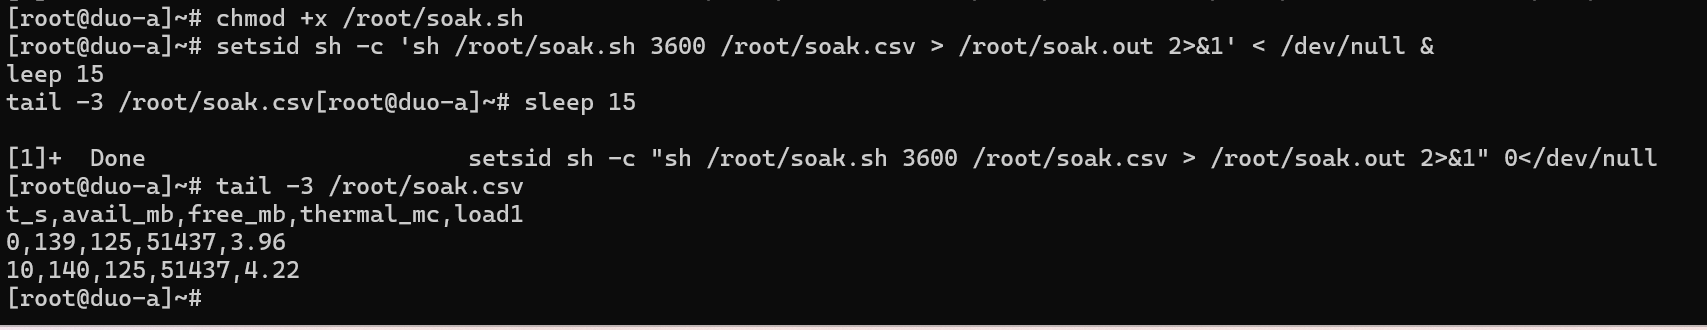 [root@duo-a]~# chmod +x /root/soak.sh
[root@duo-a]~# setsid sh -c 'sh /root/soak.sh 3600 /root/soak.csv > /root/soak.out 2>&1' < /dev/null &
leep 15
tail -3 /root/soak.csv[root@duo-a]~# sleep 15
[1]+  Done                       setsid sh -c "sh /root/soak.sh 3600 /root/soak.csv > /root/soak.out 2>&1" 0</dev/null
[root@duo-a]~# tail -3 /root/soak.csv
t_s,avail_mb,free_mb,thermal_mc,load1
0,139,125,51437,3.96
10,140,125,51437,4.22
[root@duo-a]~#